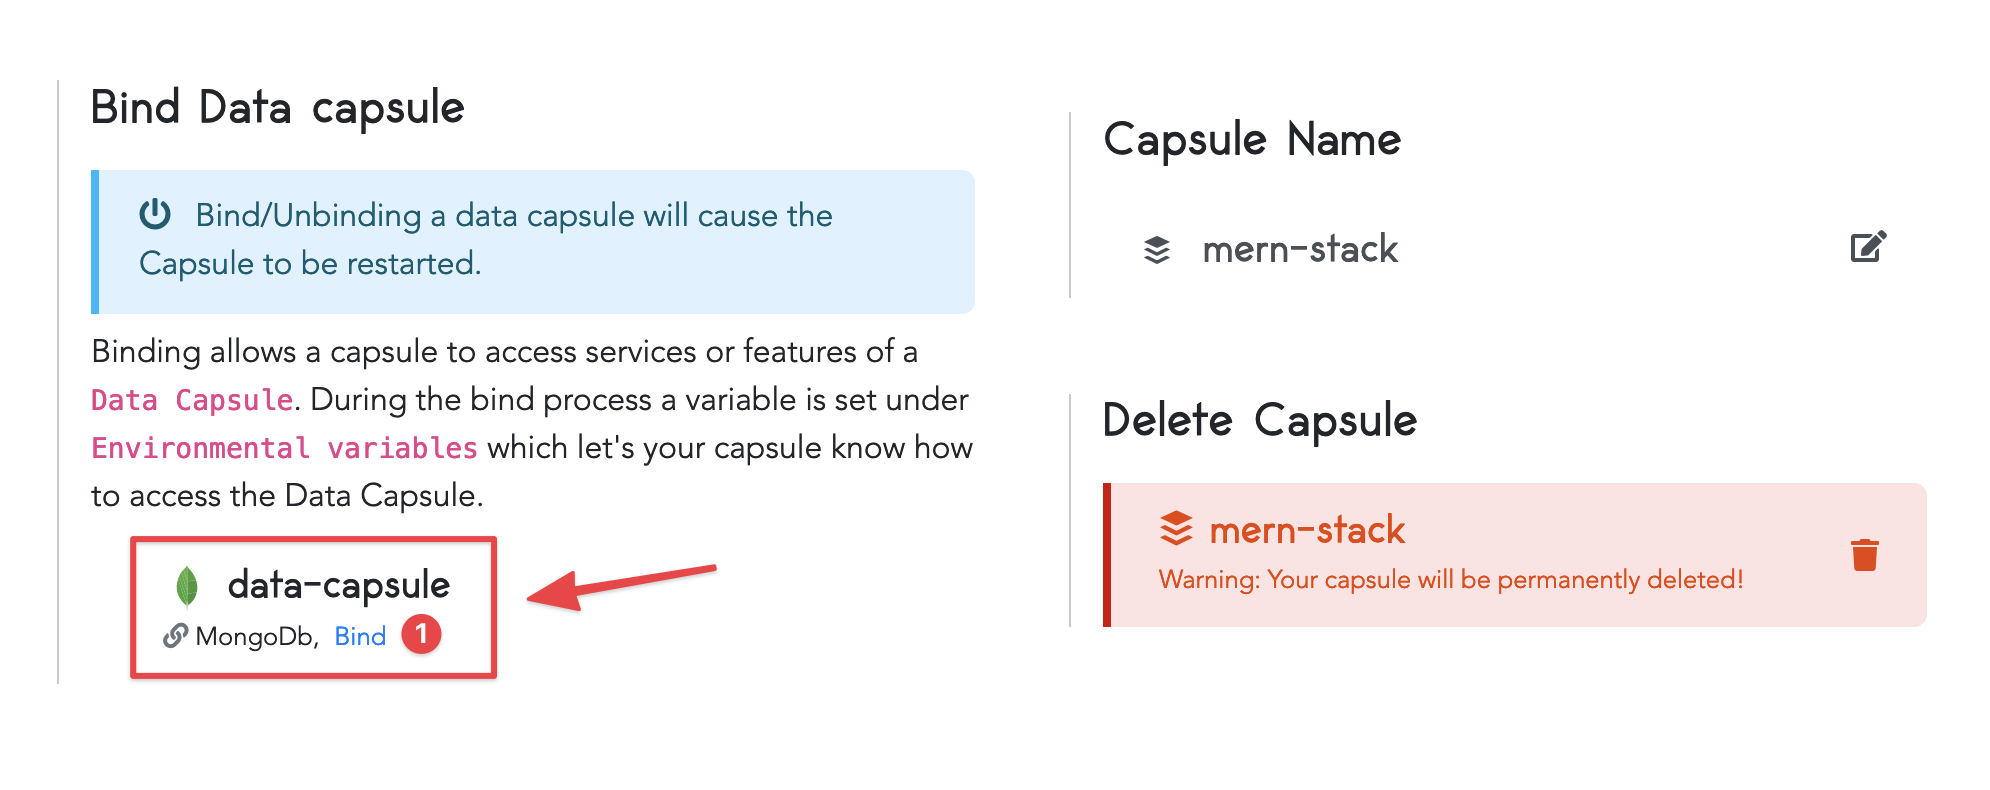 Bind Data capsule
Bind/Unbinding a data capsule will cause the
Capsule to be restarted.
Binding allows a capsule to access services or features of a
Data Capsule. During the bind process a variable is set under
Environmental variables which let's your capsule know how
to access the Data Capsule.
data-capsule
MongoDb, Bind 1
Capsule Name
mern-stack
Delete Capsule
mern-stack
Warning: Your capsule will be permanently deleted!